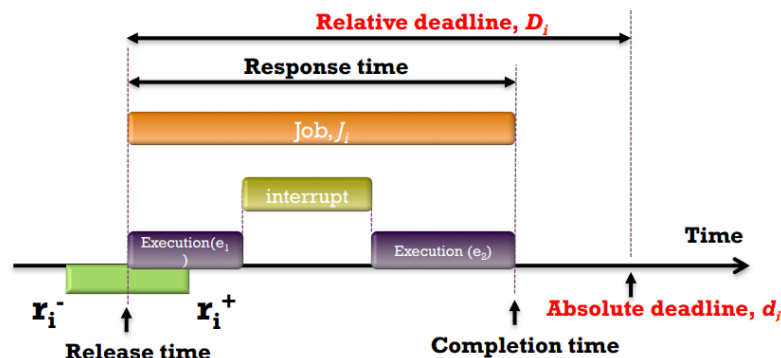 Relative deadline, Dᵢ
Response time
Job, Jᵢ
interrupt
Execution(e₁
)
Execution (e₂)
Time
rᵢ⁻
rᵢ⁺
Absolute deadline, dᵢ
Release time
Completion time